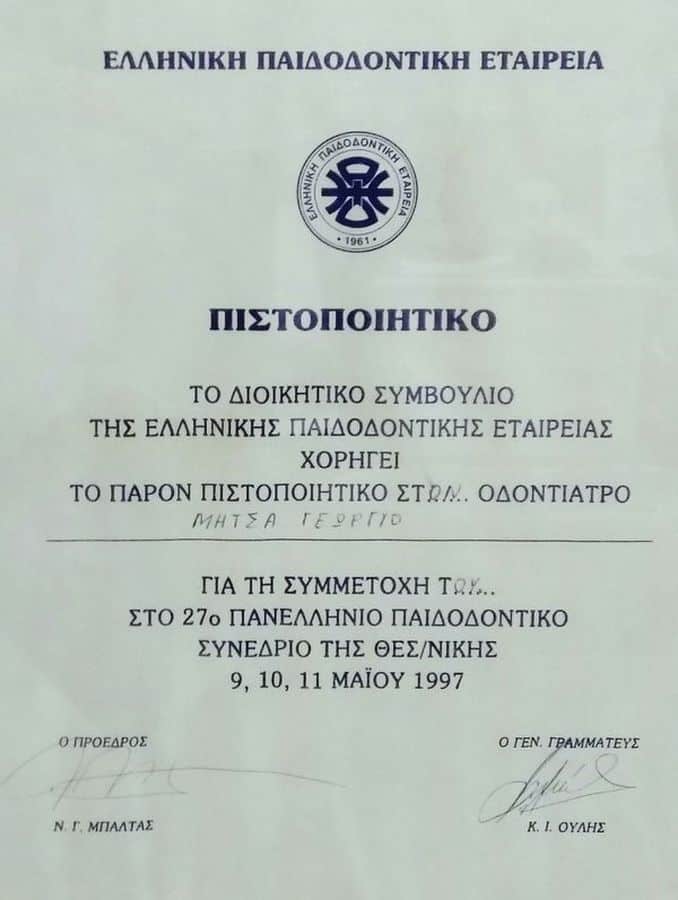 ΕΛΛΗΝΙΚΗ ΠΑΙΔΟΔΟΝΤΙΚΗ ΕΤΑΙΡΕΙΑ
ΕΛΛΗΝΙΚΗ ΠΑΙΔΟΔΟΝΤΙΚΗ ΕΤΑΙΡΕΙΑ
• 1961 •
ΠΙΣΤΟΠΟΙΗΤΙΚΟ
ΤΟ ΔΙΟΙΚΗΤΙΚΟ ΣΥΜΒΟΥΛΙΟ
ΤΗΣ ΕΛΛΗΝΙΚΗΣ ΠΑΙΔΟΔΟΝΤΙΚΗΣ ΕΤΑΙΡΕΙΑΣ
ΧΟΡΗΓΕΙ
ΤΟ ΠΑΡΟΝ ΠΙΣΤΟΠΟΙΗΤΙΚΟ ΣΤΩΝ.. ΟΔΟΝΤΙΑΤΡΟ
ΜΗΤΣΑ ΓΕΩΡΓΙΟ
ΓΙΑ ΤΗ ΣΥΜΜΕΤΟΧΗ ΤΩΝ..
ΣΤΟ 27ο ΠΑΝΕΛΛΗΝΙΟ ΠΑΙΔΟΔΟΝΤΙΚΟ
ΣΥΝΕΔΡΙΟ ΤΗΣ ΘΕΣ/ΝΙΚΗΣ
9, 10, 11 ΜΑΪΟΥ 1997
Ο ΠΡΟΕΔΡΟΣ Ο ΓΕΝ. ΓΡΑΜΜΑΤΕΥΣ
Ν. Γ. ΜΠΑΛΤΑΣ Κ. Ι. ΟΥΛΗΣ